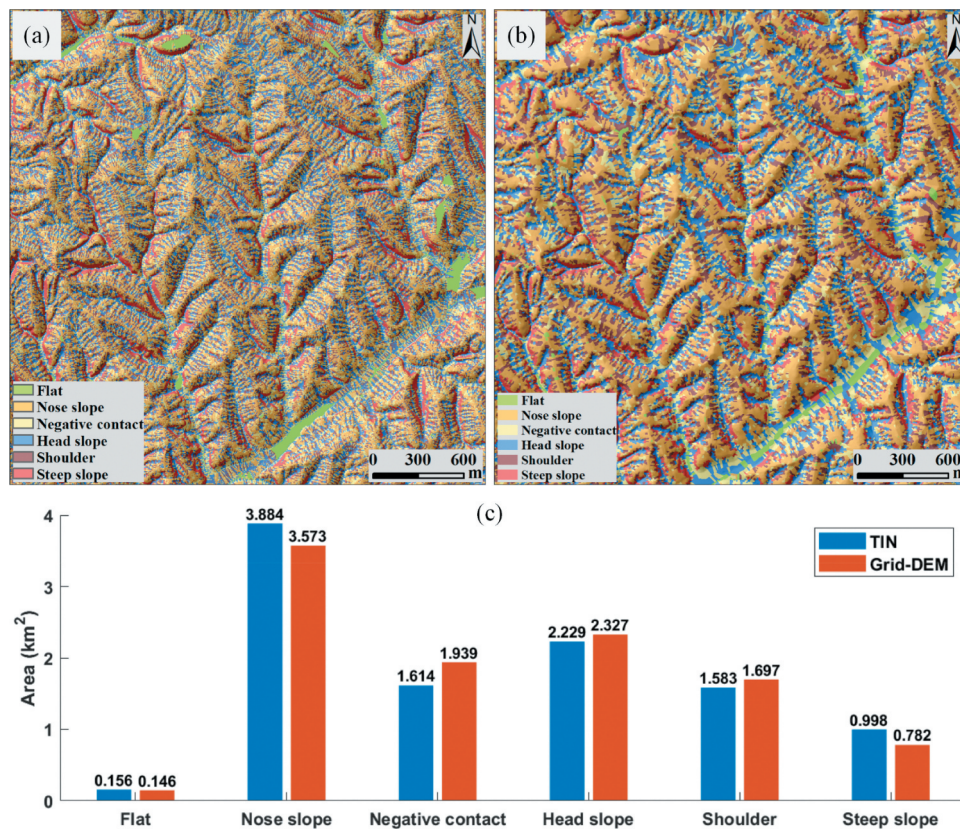 (a)
N
Flat
Nose slope
Negative contact
Head slope
Shoulder
Steep slope
0 300 600
m
(b)
N
Flat
Nose slope
Negative contact
Head slope
Shoulder
Steep slope
0 300 600
m
(c)
TIN
Grid-DEM
Area (km²)
4
3
2
1
0
0.156 0.146
3.884 3.573
1.614 1.939
2.229 2.327
1.583 1.697
0.998 0.782
Flat Nose slope Negative contact Head slope Shoulder Steep slope